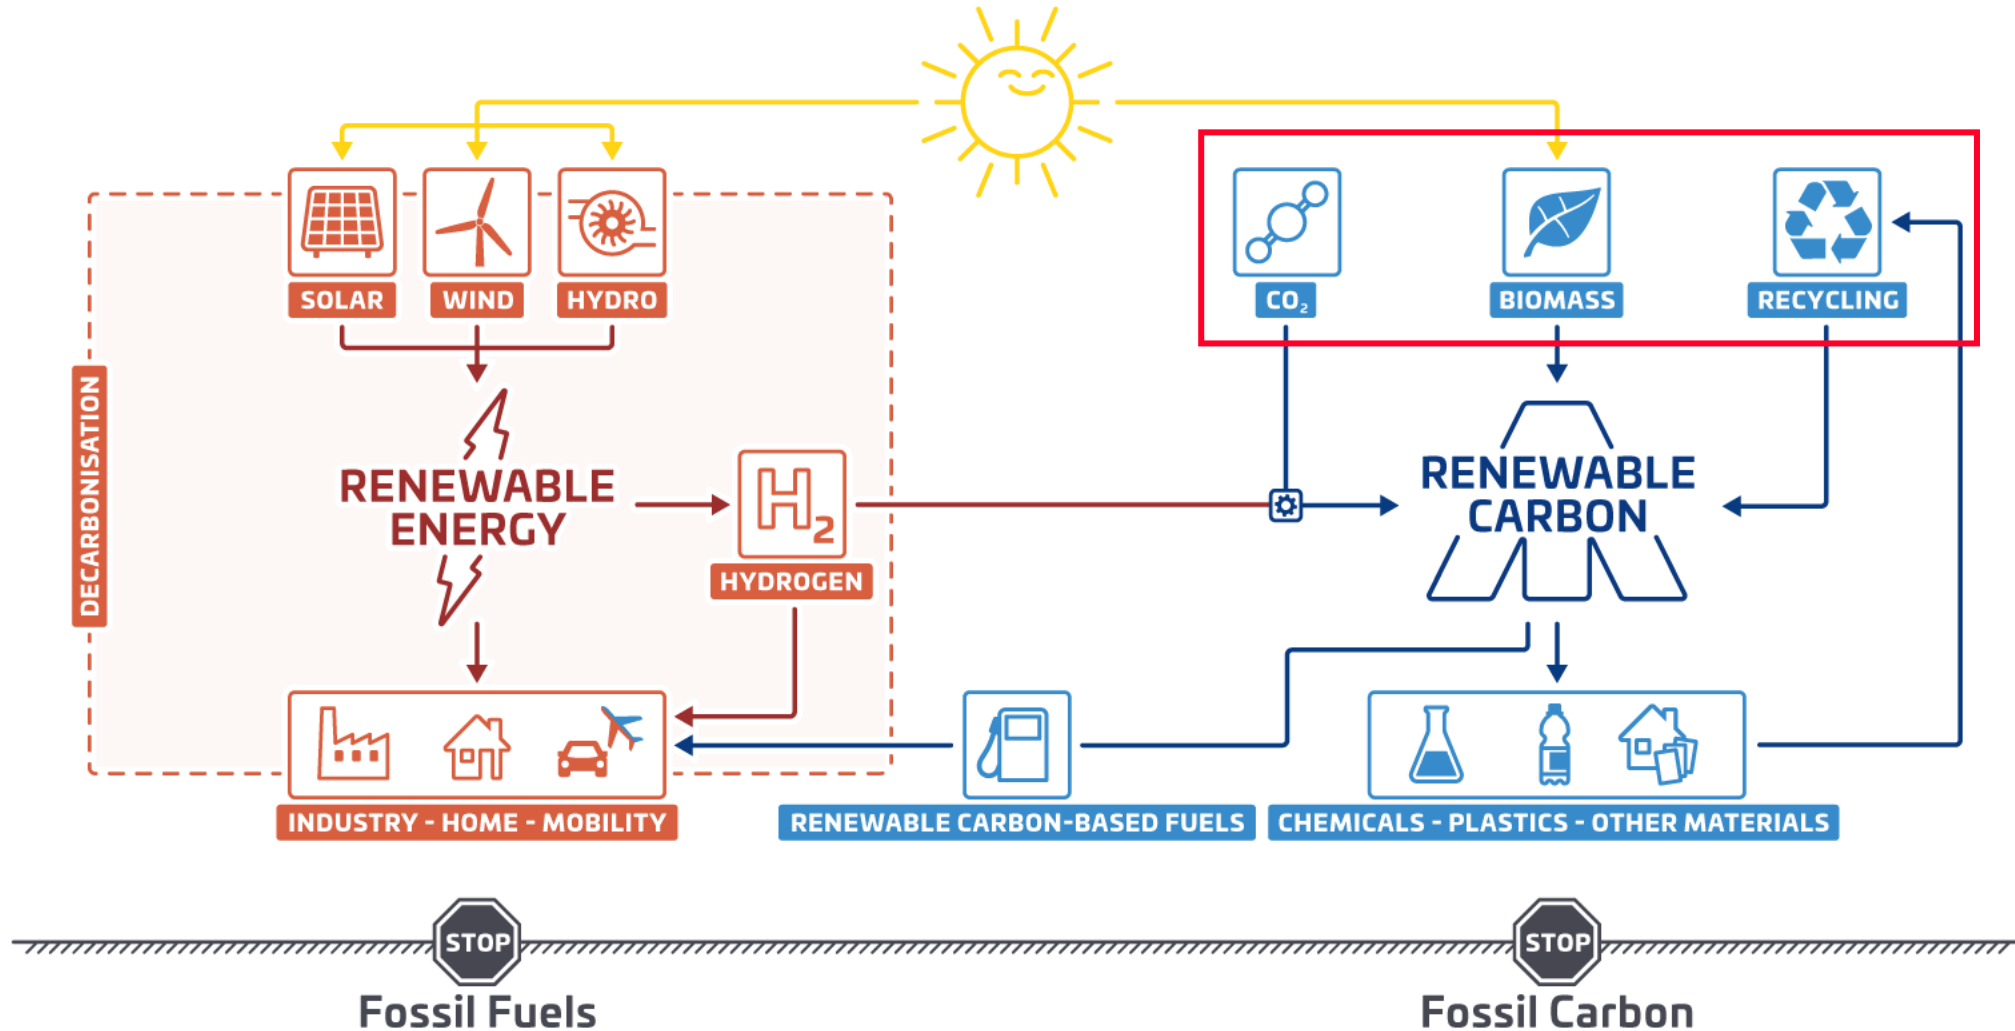 SOLAR
WIND
HYDRO
CO₂
BIOMASS
RECYCLING
DECARBONISATION
RENEWABLE
ENERGY
H₂
HYDROGEN
RENEWABLE
CARBON
INDUSTRY - HOME - MOBILITY
RENEWABLE CARBON-BASED FUELS
CHEMICALS - PLASTICS - OTHER MATERIALS
STOP
Fossil Fuels
STOP
Fossil Carbon